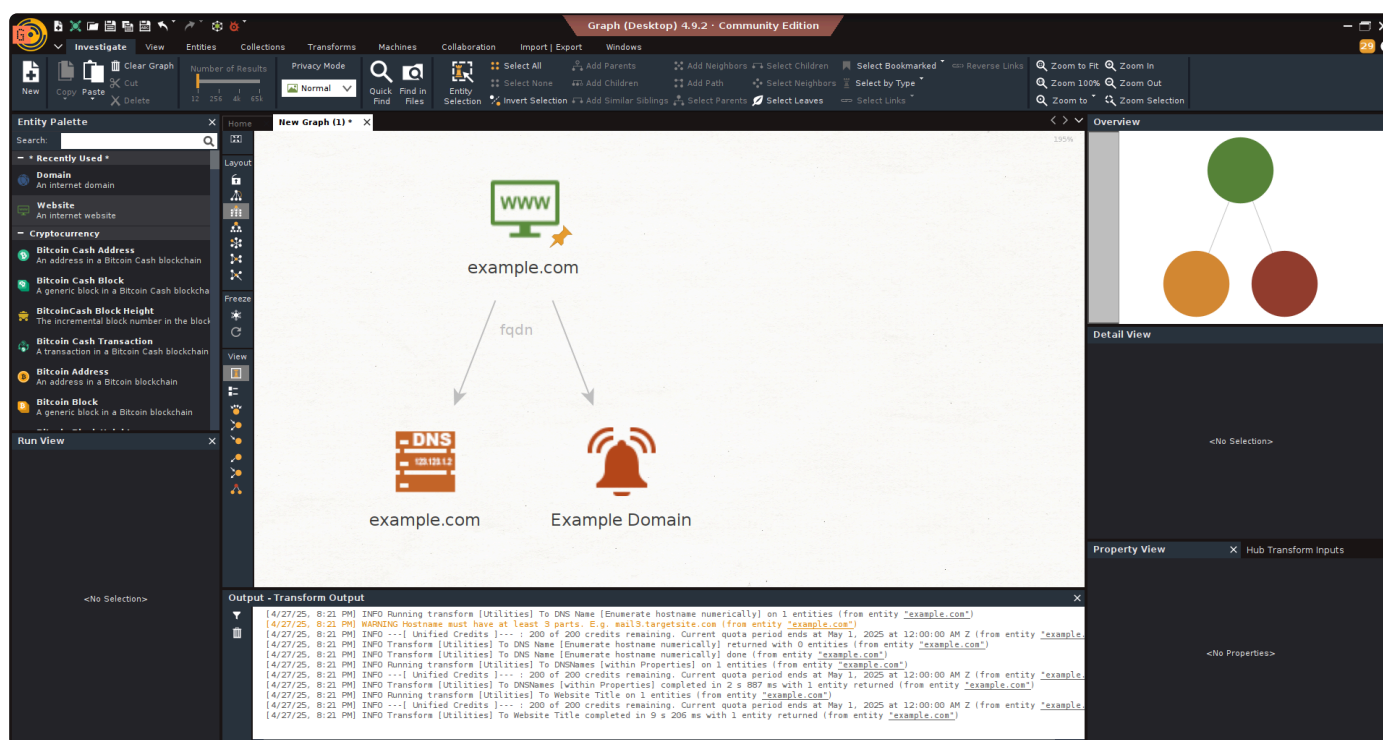 Graph (Desktop) 4.9.2 - Community Edition
Investigate View Entities Collections Transforms Machines Collaboration Import | Export Windows
29
New
Copy
Paste
Clear Graph
Cut
Delete
Number of Results
12 256 4k 65k
Privacy Mode
Normal
Quick Find
Find in Files
Entity Selection
Select All
Select None
Invert Selection
Add Parents
Add Children
Add Similar Siblings
Add Neighbors
Add Path
Select Parents
Select Children
Select Neighbors
Select Leaves
Select Bookmarked
Select by Type
Select Links
Reverse Links
Zoom to Fit
Zoom 100%
Zoom to
Zoom In
Zoom Out
Zoom Selection
Entity Palette
Search:
* Recently Used *
Domain
An internet domain
Website
An internet website
Cryptocurrency
Bitcoin Cash Address
An address in a Bitcoin Cash blockchain
Bitcoin Cash Block
A generic block in a Bitcoin Cash blockcha
BitcoinCash Block Height
The incremental block number in the block
Bitcoin Cash Transaction
A transaction in a Bitcoin Cash blockchain
Bitcoin Address
An address in a Bitcoin blockchain
Bitcoin Block
A generic block in a Bitcoin blockchain
Run View
<No Selection>
Home
New Graph (1) *
Layout
Freeze
View
195%
WWW
example.com
fqdn
DNS
123.123.1.2
example.com
Example Domain
Output - Transform Output
[4/27/25, 8:21 PM] INFO Running transform [Utilities] To DNS Name [Enumerate hostname numerically] on 1 entities (from entity "example.com")
[4/27/25, 8:21 PM] WARNING Hostname must have at least 3 parts. E.g. mail3.targetsite.com (from entity "example.com")
[4/27/25, 8:21 PM] INFO ---[ Unified Credits ]--- : 200 of 200 credits remaining. Current quota period ends at May 1, 2025 at 12:00:00 AM Z (from entity "example.
[4/27/25, 8:21 PM] INFO Transform [Utilities] To DNS Name [Enumerate hostname numerically] returned with 0 entities (from entity "example.com")
[4/27/25, 8:21 PM] INFO Transform [Utilities] To DNS Name [Enumerate hostname numerically] done (from entity "example.com")
[4/27/25, 8:21 PM] INFO Running transform [Utilities] To DNSNames [within Properties] on 1 entities (from entity "example.com")
[4/27/25, 8:21 PM] INFO ---[ Unified Credits ]--- : 200 of 200 credits remaining. Current quota period ends at May 1, 2025 at 12:00:00 AM Z (from entity "example.
[4/27/25, 8:21 PM] INFO Transform [Utilities] To DNSNames [within Properties] completed in 2 s 887 ms with 1 entity returned (from entity "example.com")
[4/27/25, 8:21 PM] INFO Running transform [Utilities] To Website Title on 1 entities (from entity "example.com")
[4/27/25, 8:21 PM] INFO ---[ Unified Credits ]--- : 200 of 200 credits remaining. Current quota period ends at May 1, 2025 at 12:00:00 AM Z (from entity "example.
[4/27/25, 8:21 PM] INFO Transform [Utilities] To Website Title completed in 9 s 206 ms with 1 entity returned (from entity "example.com")
Overview
Detail View
<No Selection>
Property View
Hub Transform Inputs
<No Properties>